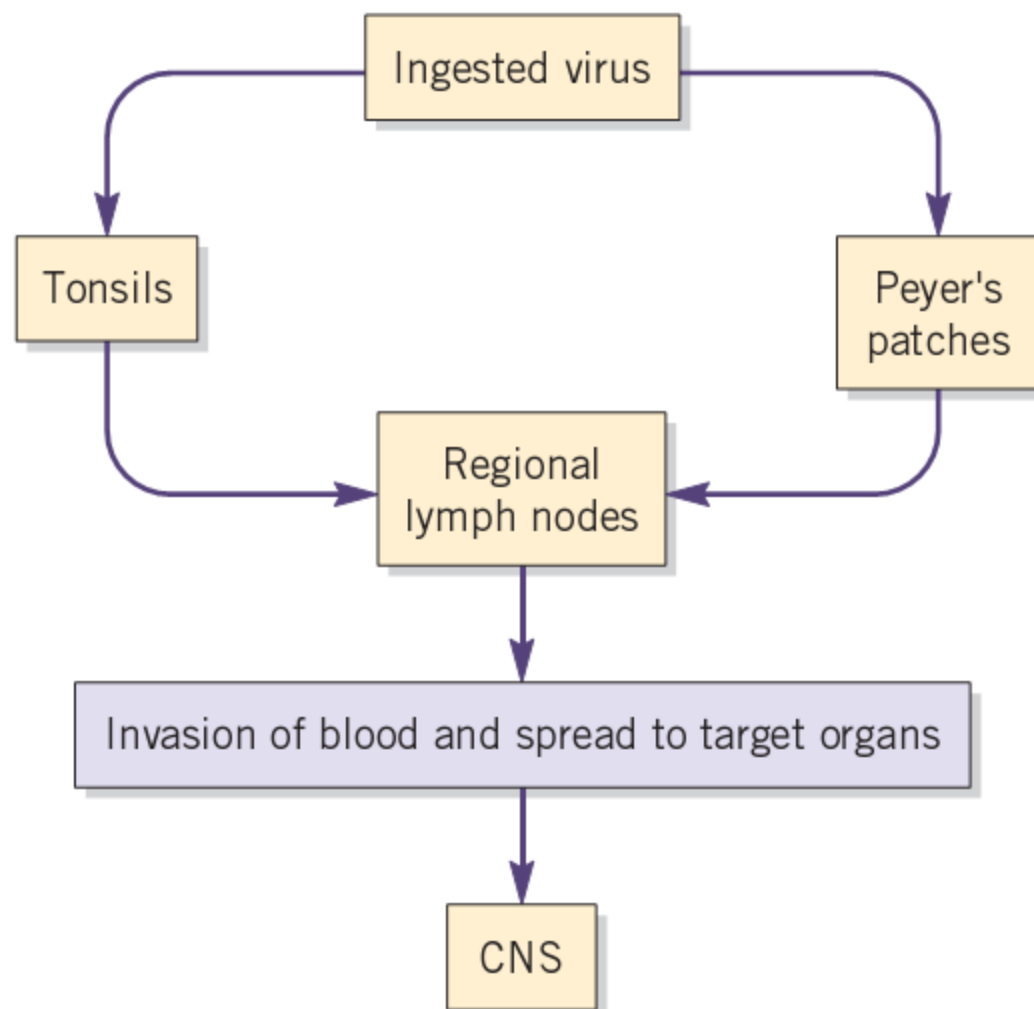 Ingested virus
Tonsils
Peyer's
patches
Regional
lymph nodes
Invasion of blood and spread to target organs
CNS